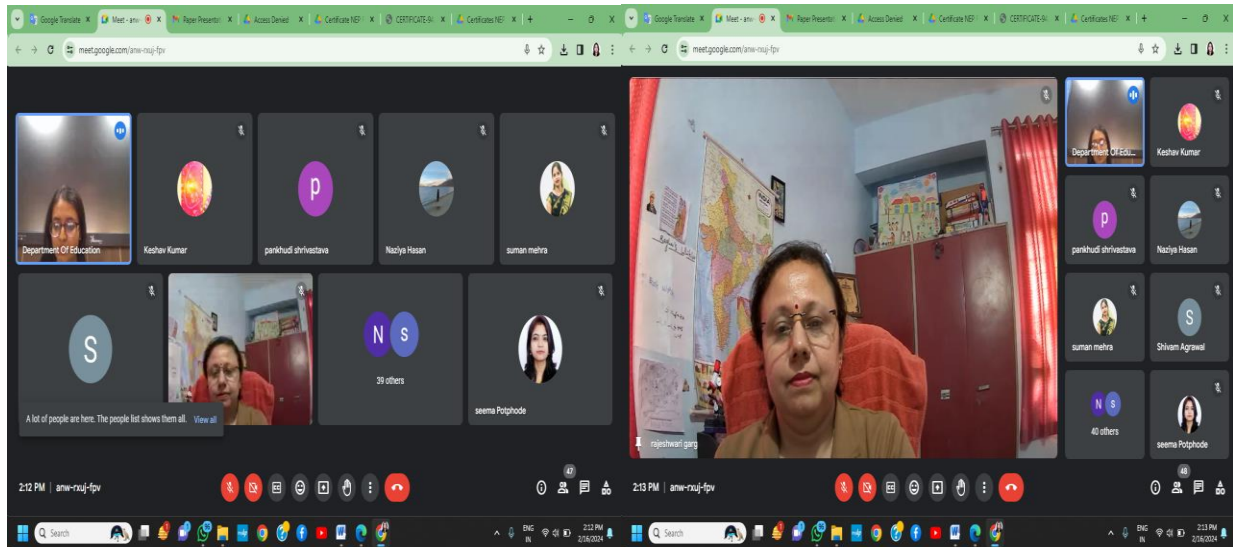 Google Translate
Meet - anw-
Paper Presentat
Access Denied
Certificate NEP
CERTIFICATE-9
Certificates NEP
meet.google.com/anw-rxuj-fpv
Department Of Education
Keshav Kumar
p
pankhudi shrivastava
Naziya Hasan
suman mehra
S
N S
39 others
seema Potphode
A lot of people are here. The people list shows them all. View all
47
2:12 PM | anw-rxuj-fpv
Search
ENG
IN
2:12 PM
2/16/2024
Google Translate
Meet - anw-
Paper Presentat
Access Denied
Certificate NEP
CERTIFICATE-9
Certificates NEP
meet.google.com/anw-rxuj-fpv
INDIA
rajeshwari garg
Department Of Edu...
Keshav Kumar
p
pankhudi shrivastava
Naziya Hasan
suman mehra
S
Shivam Agrawal
N S
40 others
seema Potphode
48
2:13 PM | anw-rxuj-fpv
Search
ENG
IN
2:13 PM
2/16/2024